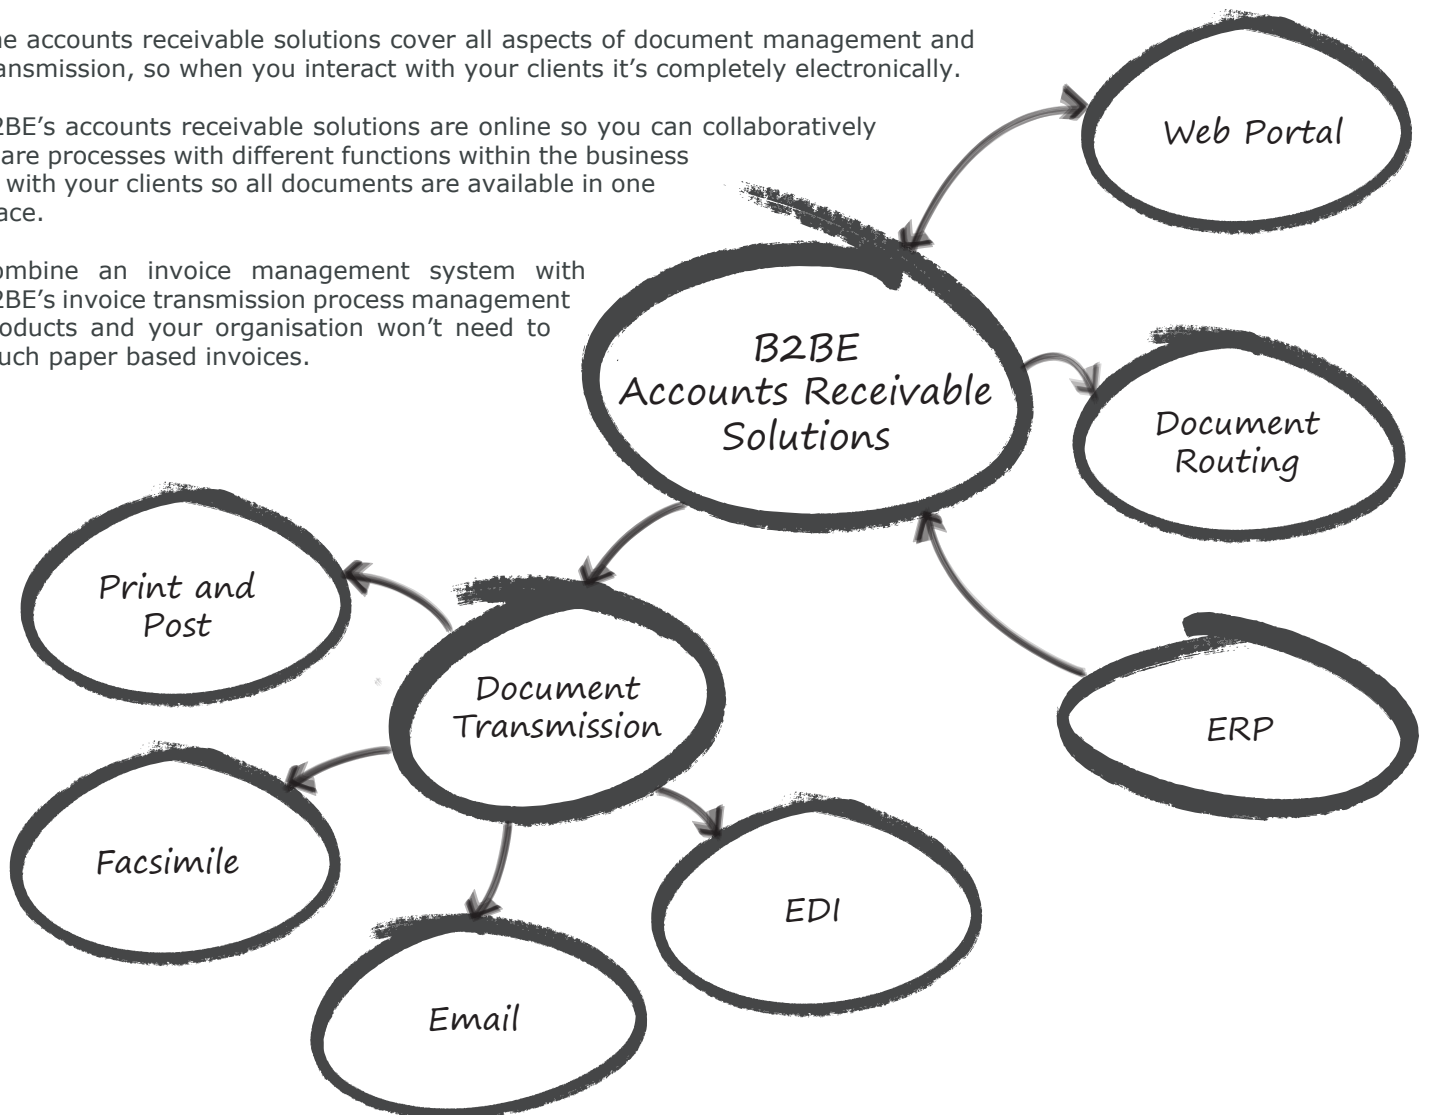 ne accounts receivable solutions cover all aspects of document management and
ansmission, so when you interact with your clients it's completely electronically.
2BE's accounts receivable solutions are online so you can collaboratively
are processes with different functions within the business
with your clients so all documents are available in one
ace.
ombine an invoice management system with
2BE's invoice transmission process management
oducts and your organisation won't need to
uch paper based invoices.
Web Portal
B2BE
Accounts Receivable
Solutions
Document
Routing
Print and
Post
Document
Transmission
ERP
Facsimile
EDI
Email